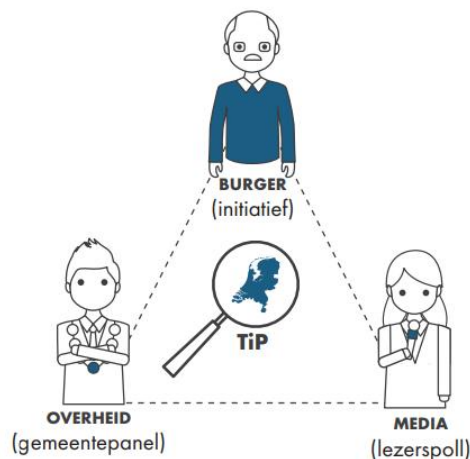 BURGER
(initiatief)
TiP
OVERHEID
(gemeentepanel)
MEDIA
(lezerspoll)